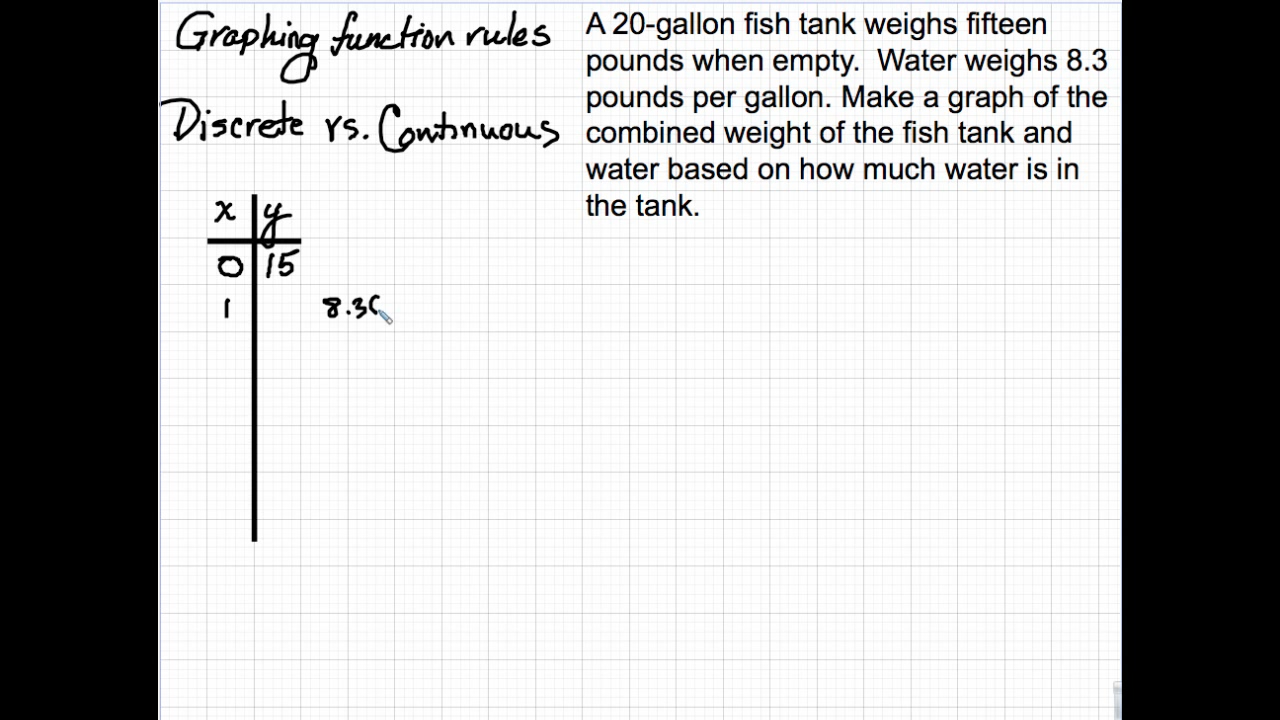 Graphing function rules
Discrete vs. Continuous
A 20-gallon fish tank weighs fifteen
pounds when empty.  Water weighs 8.3
pounds per gallon. Make a graph of the
combined weight of the fish tank and
water based on how much water is in
the tank.
x y
0 15
1 8.3(